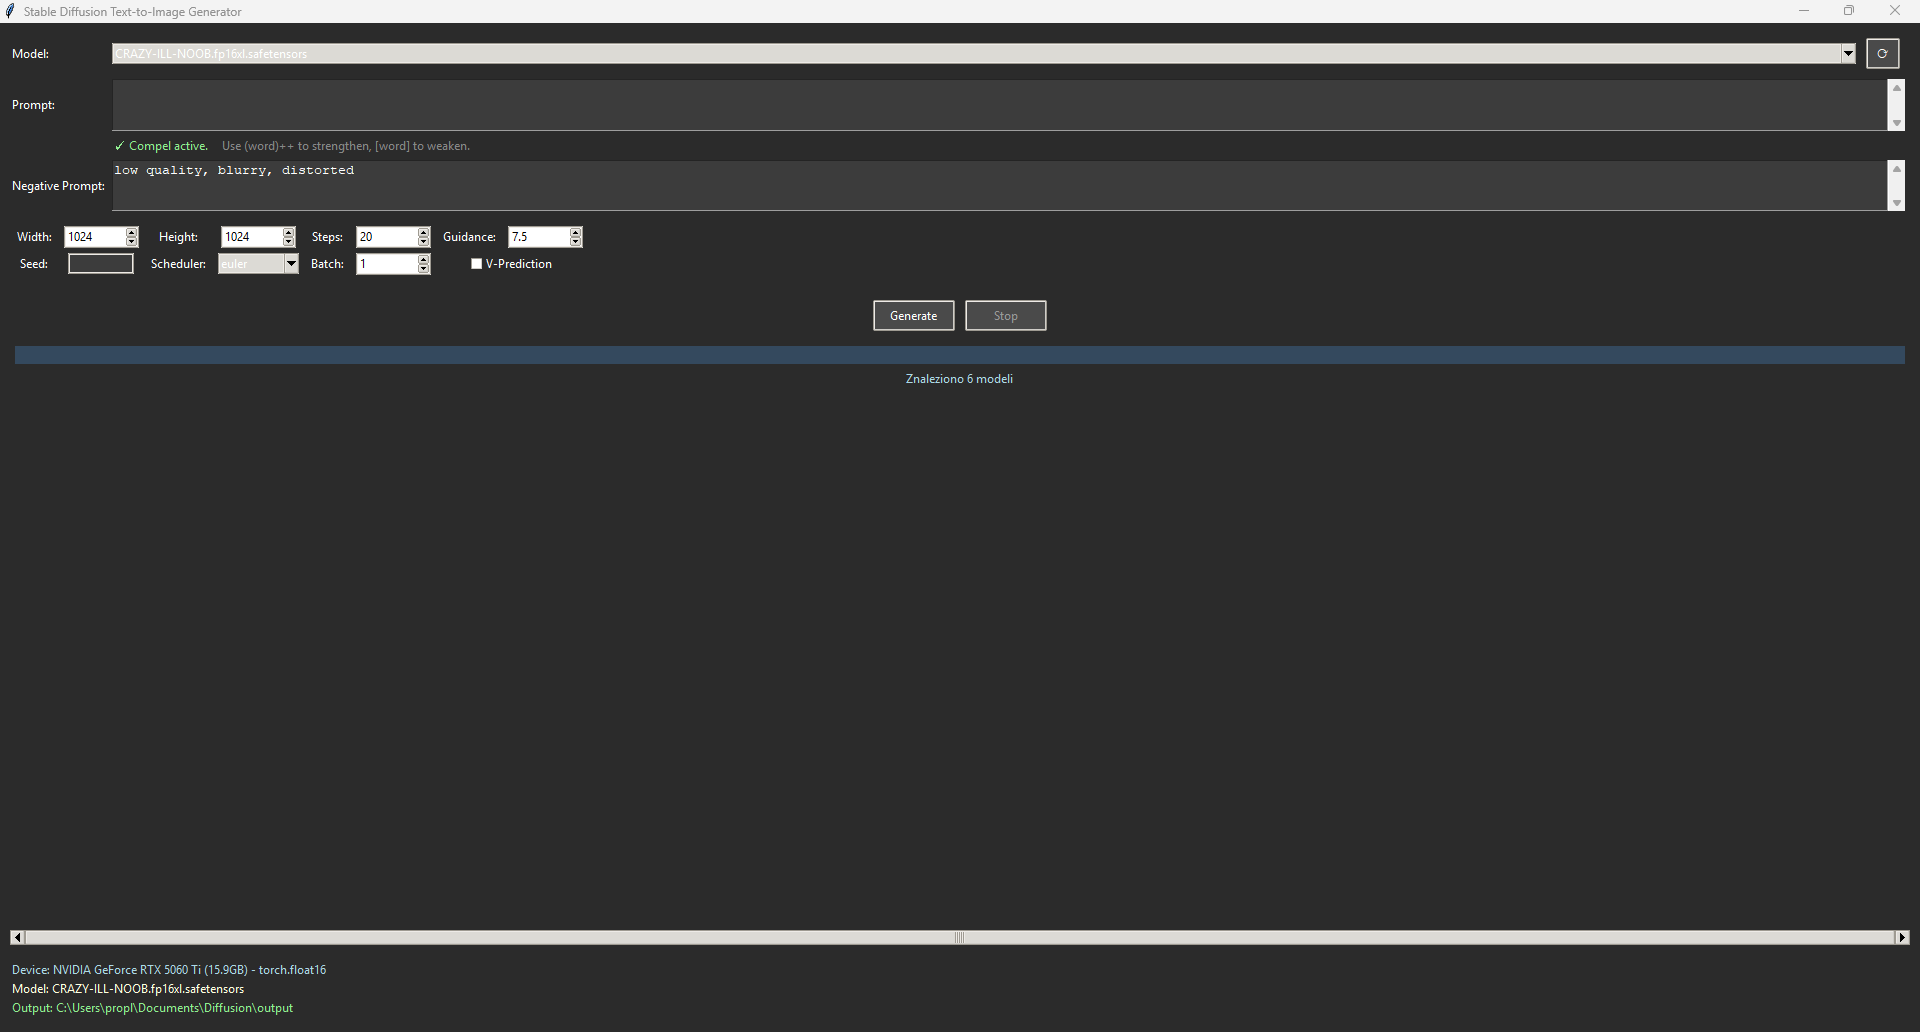 Stable Diffusion Text-to-Image Generator
Model: CRAZY-ILL-NOOB.fp16xl.safetensors
Prompt:
✓ Compel active. Use (word)++ to strengthen, [word] to weaken.
Negative Prompt: low quality, blurry, distorted
Width: 1024 Height: 1024 Steps: 20 Guidance: 7.5
Seed: Scheduler: euler Batch: 1 V-Prediction
Generate Stop
Znaleziono 6 modeli
Device: NVIDIA GeForce RTX 5060 Ti (15.9GB) - torch.float16
Model: CRAZY-ILL-NOOB.fp16xl.safetensors
Output: C:\Users\propl\Documents\Diffusion\output